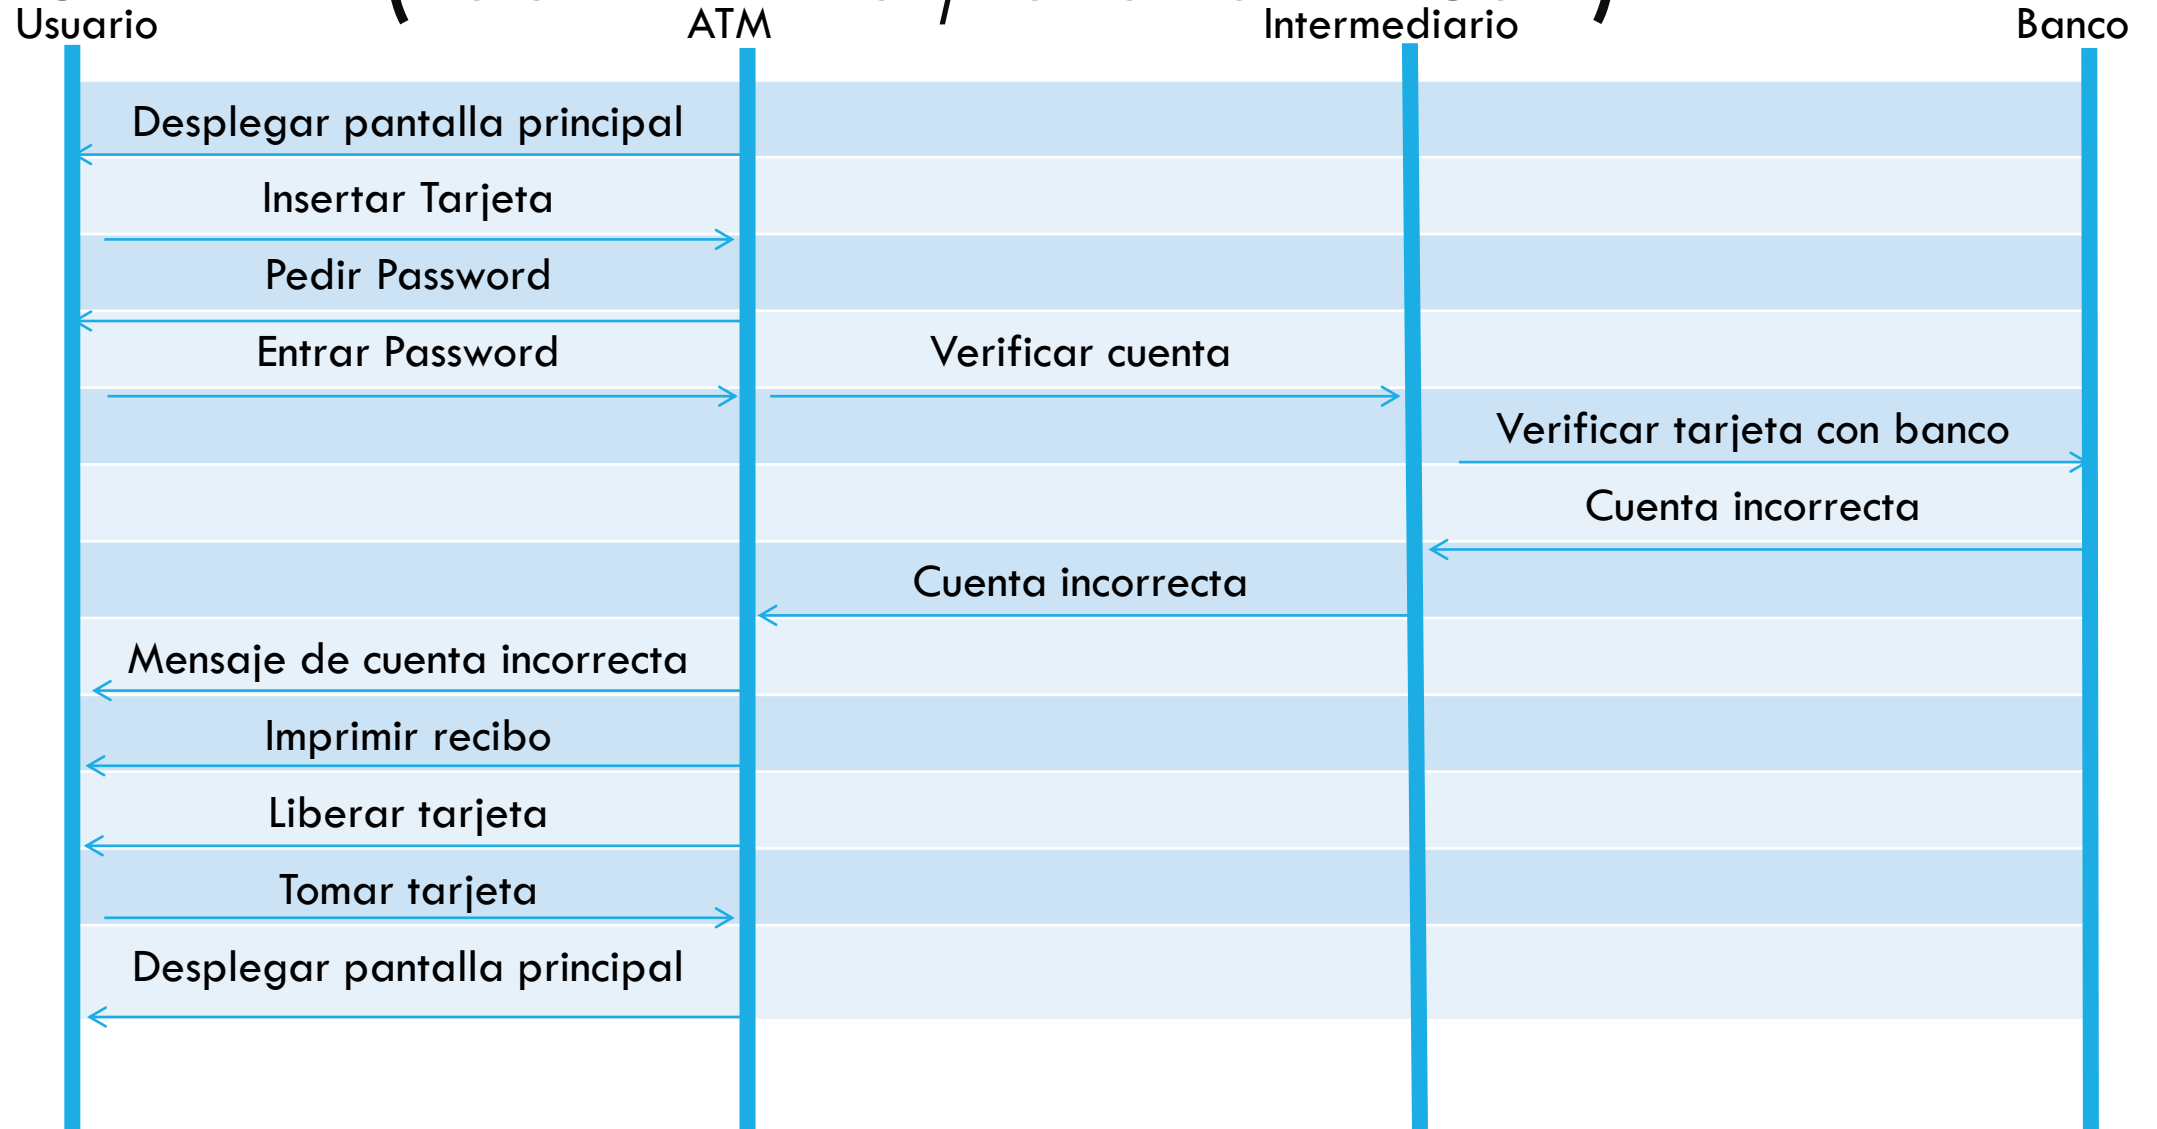 Usuario
ATM
Intermediario
Banco
Desplegar pantalla principal
Insertar Tarjeta
Pedir Password
Entrar Password
Verificar cuenta
Verificar tarjeta con banco
Cuenta incorrecta
Cuenta incorrecta
Mensaje de cuenta incorrecta
Imprimir recibo
Liberar tarjeta
Tomar tarjeta
Desplegar pantalla principal